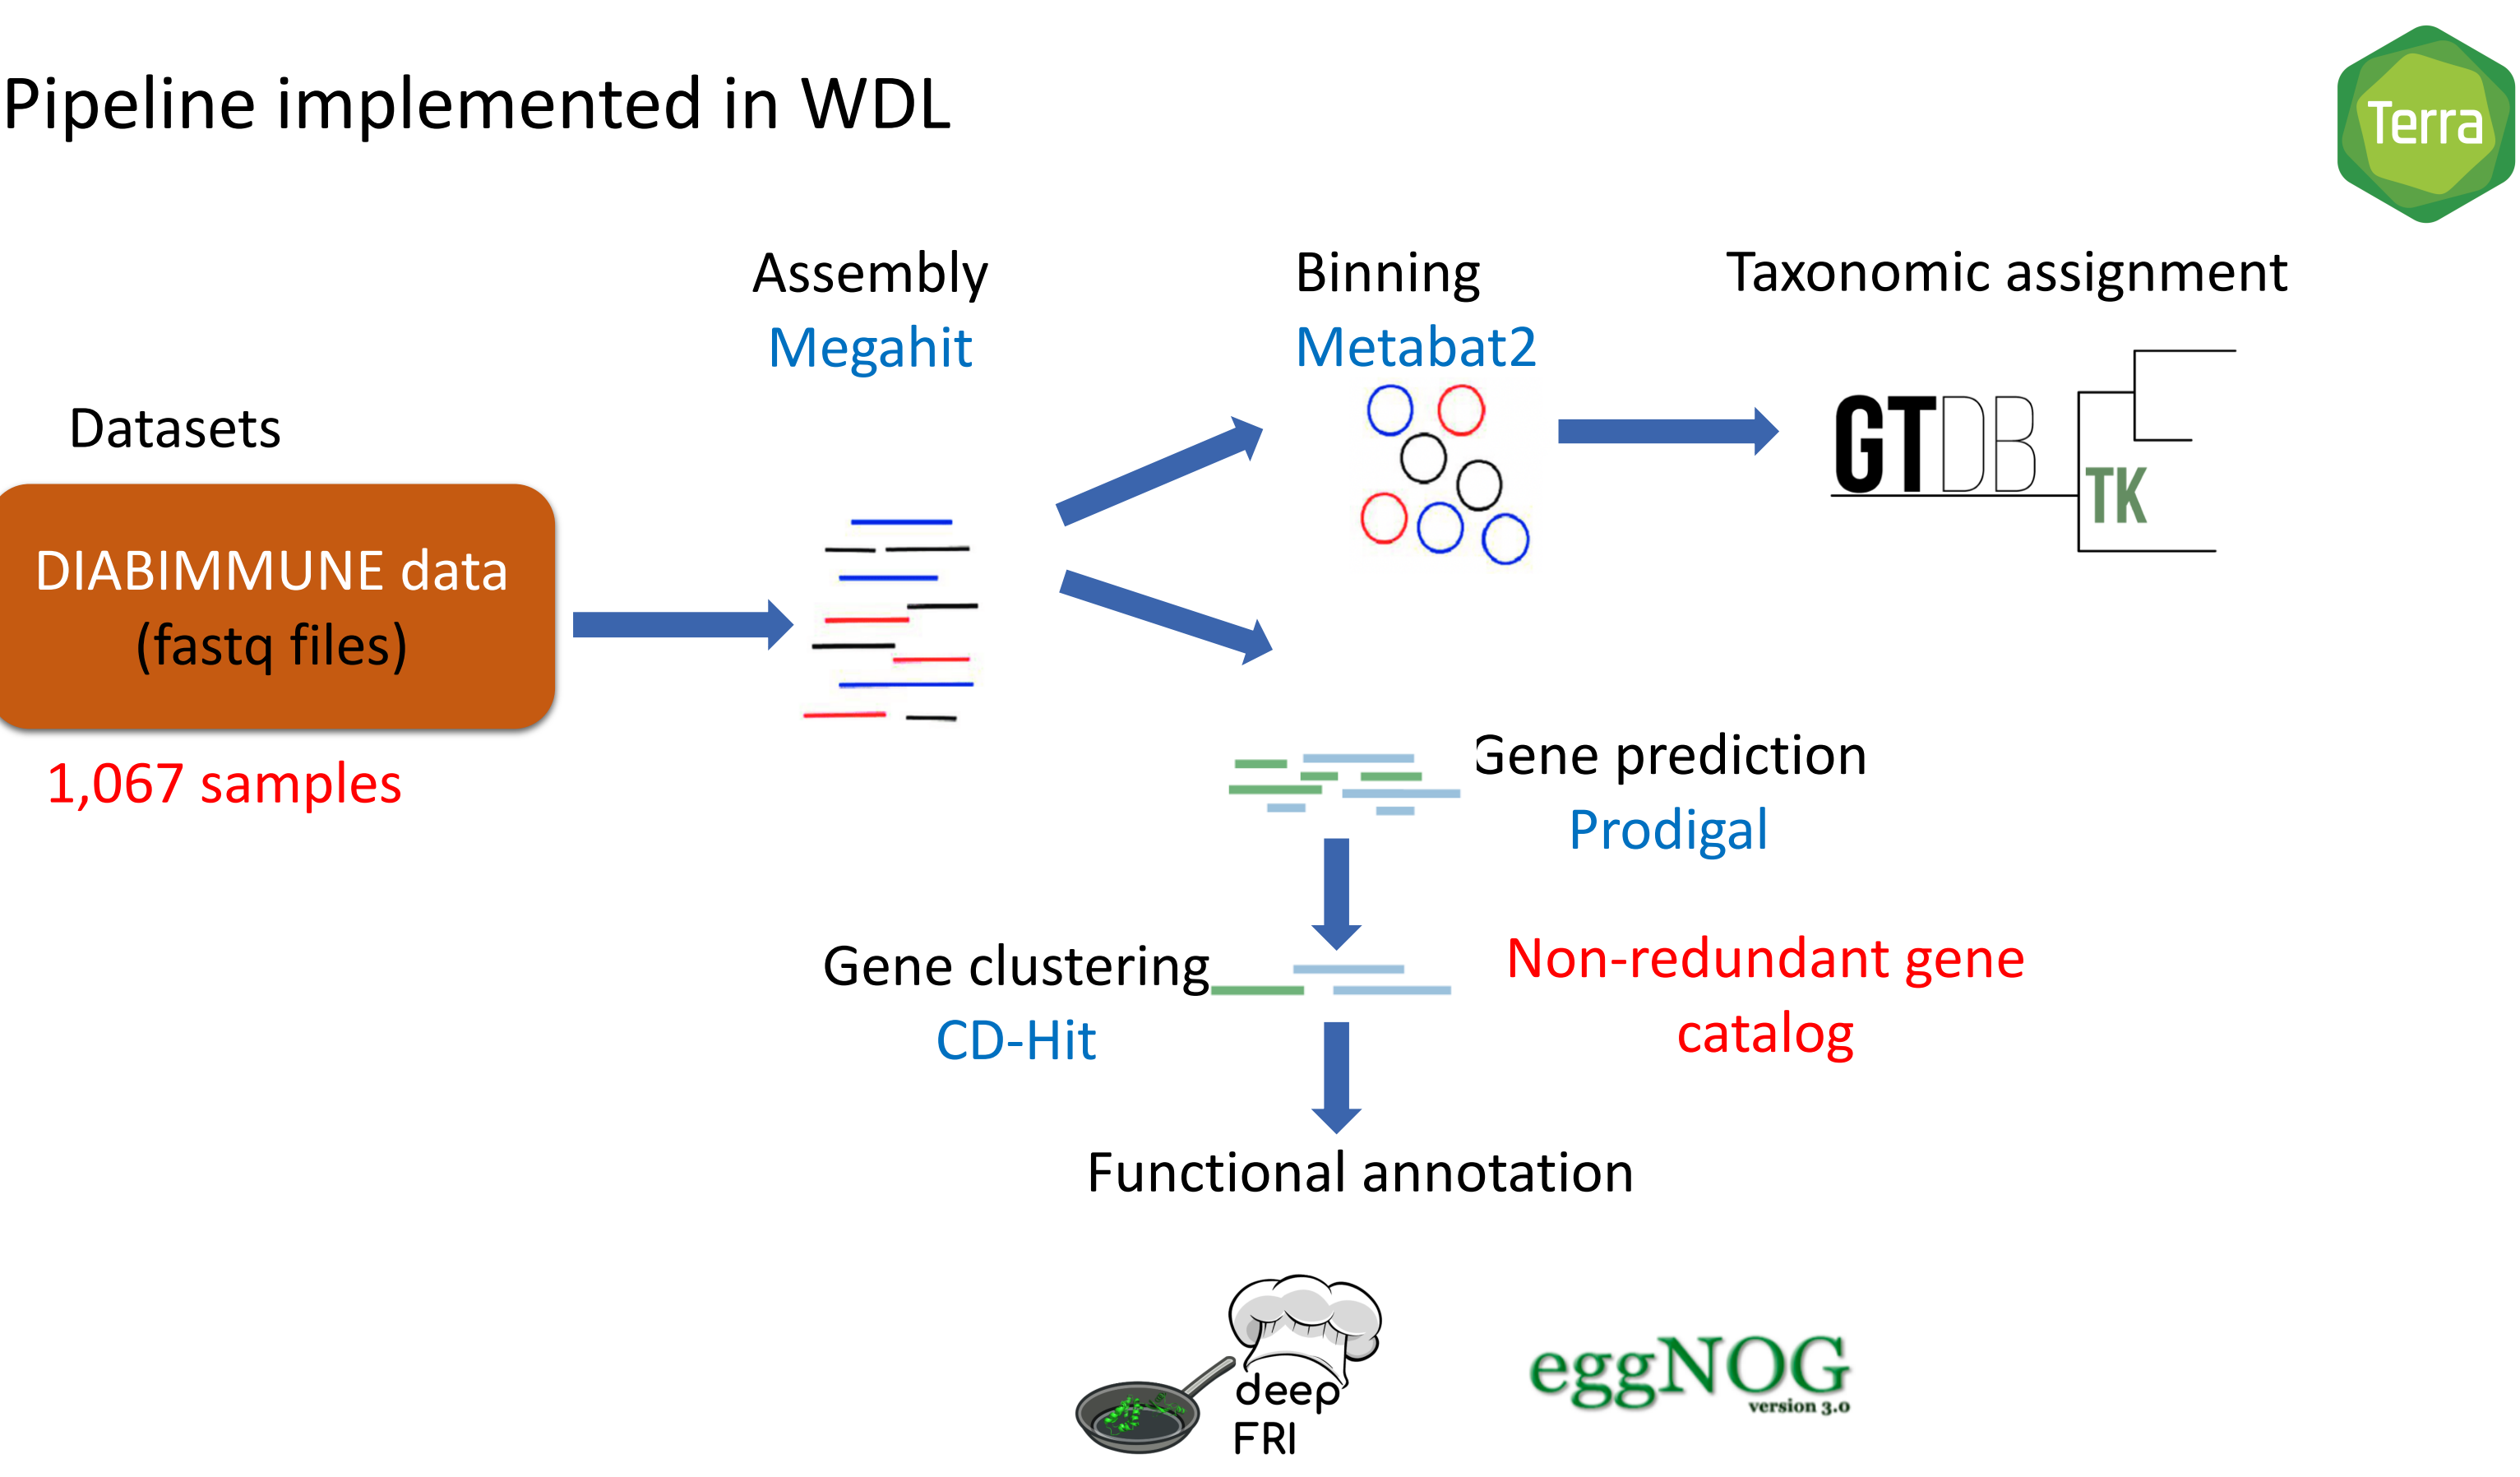 Pipeline implemented in WDL
Terra
Assembly
Megahit
Binning
Metabat2
Taxonomic assignment
GTDB
TK
Datasets
DIABIMMUNE data
(fastq files)
1,067 samples
Gene prediction
Prodigal
Gene clustering
CD-Hit
Non-redundant gene
catalog
Functional annotation
deep
FRI
eggNOG
version 3.0